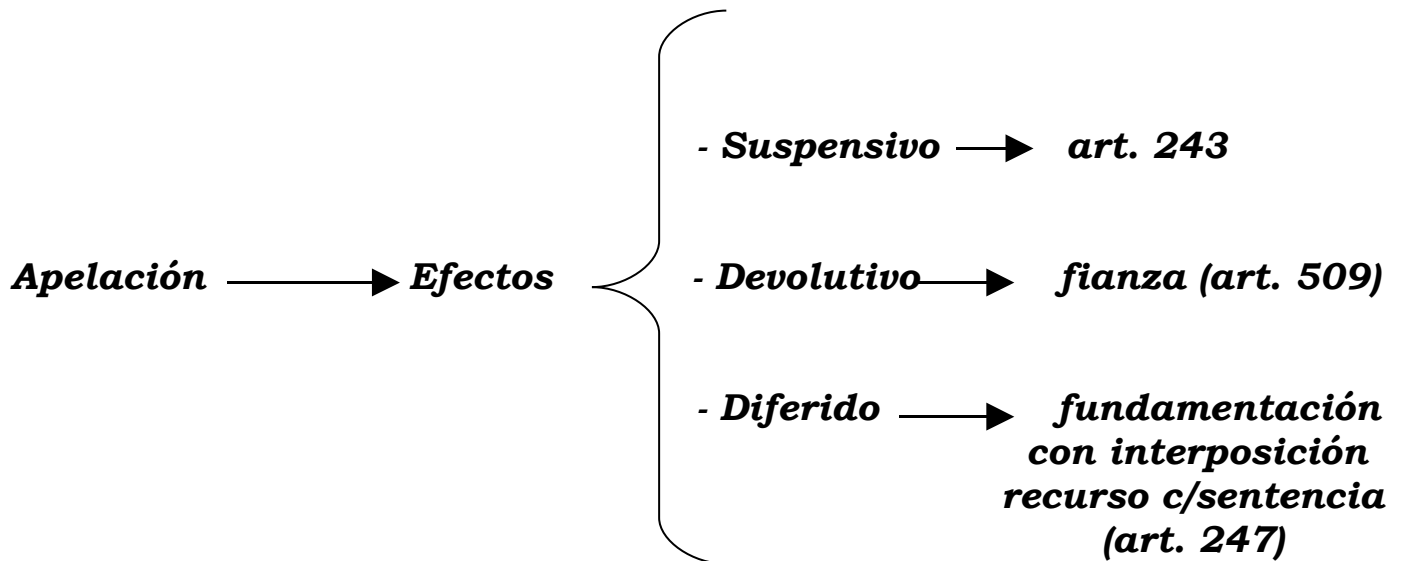 - Suspensivo art. 243
Apelación Efectos - Devolutivo fianza (art. 509)
- Diferido fundamentación
con interposición
recurso c/sentencia
(art. 247)